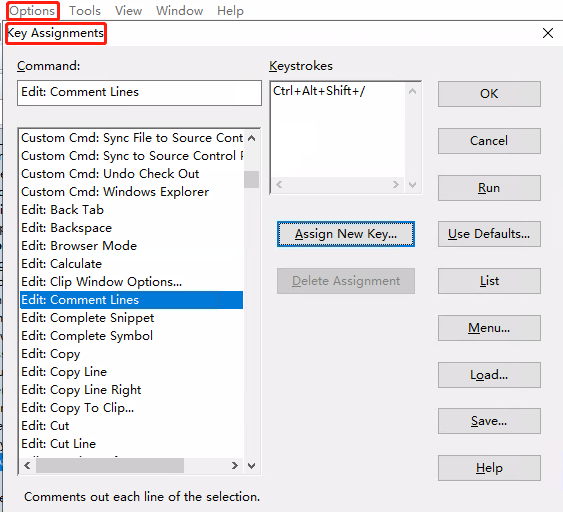 Options Tools View Window Help
Key Assignments
Command:
Edit: Comment Lines
Custom Cmd: Sync File to Source Cont
Custom Cmd: Sync to Source Control P
Custom Cmd: Undo Check Out
Custom Cmd: Windows Explorer
Edit: Back Tab
Edit: Backspace
Edit: Browser Mode
Edit: Calculate
Edit: Clip Window Options...
Edit: Comment Lines
Edit: Complete Snippet
Edit: Complete Symbol
Edit: Copy
Edit: Copy Line
Edit: Copy Line Right
Edit: Copy To Clip...
Edit: Cut
Edit: Cut Line
Keystrokes
Ctrl+Alt+Shift+/
Assign New Key...
Delete Assignment
OK
Cancel
Run
Use Defaults...
List
Menu...
Load...
Save...
Help
Comments out each line of the selection.